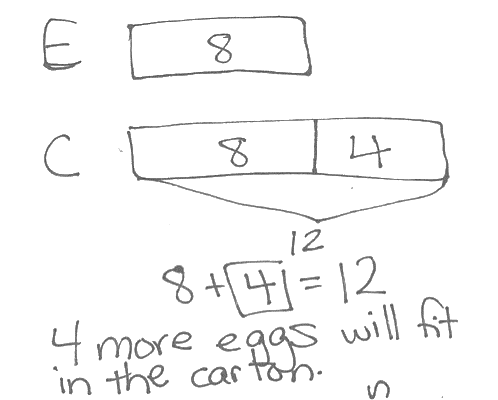 E 8
C 8 4
12
8 + 4 = 12
4 more eggs will fit
in the carton.
n